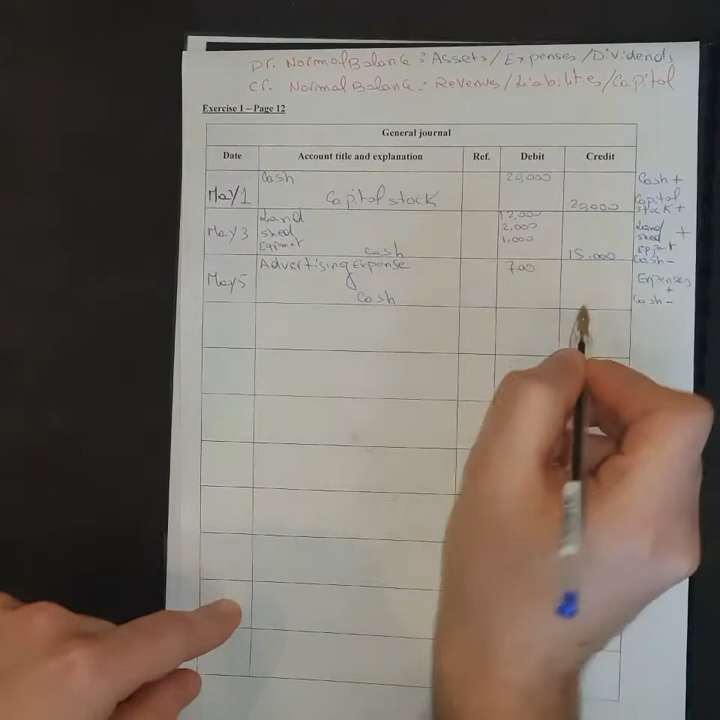 Dr. Normal Balance: Assets/Expenses/Dividends
Cr. Normal Balance: Revenues/Liabilities/Capital
Exercise 1 – Page 12
General journal
Date Account title and explanation Ref. Debit Credit
Cash 20,000 Cash +
May 1 Capital stock 20,000 Capital stock +
Land 12,000 Land
May 3 Shed 2,000 shed +
Eqpment 1,000 Eqpmt
Cash 15,000 Cash -
Advertising Expense 700 Expenses
May 5 +
Cash Cash -